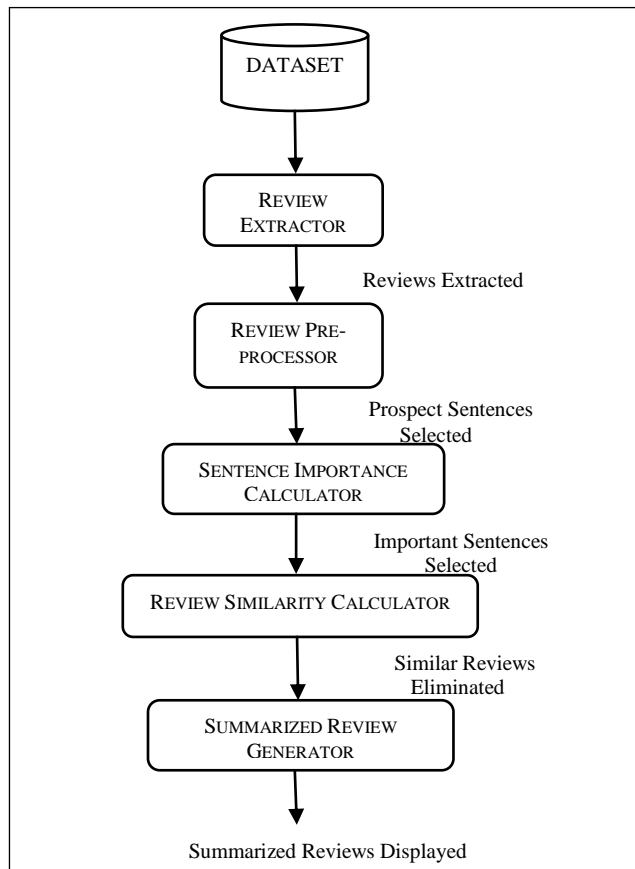 DATASET
REVIEW
EXTRACTOR
Reviews Extracted
REVIEW PRE-
PROCESSOR
Prospect Sentences
Selected
SENTENCE IMPORTANCE
CALCULATOR
Important Sentences
Selected
REVIEW SIMILARITY CALCULATOR
Similar Reviews
Eliminated
SUMMARIZED REVIEW
GENERATOR
Summarized Reviews Displayed